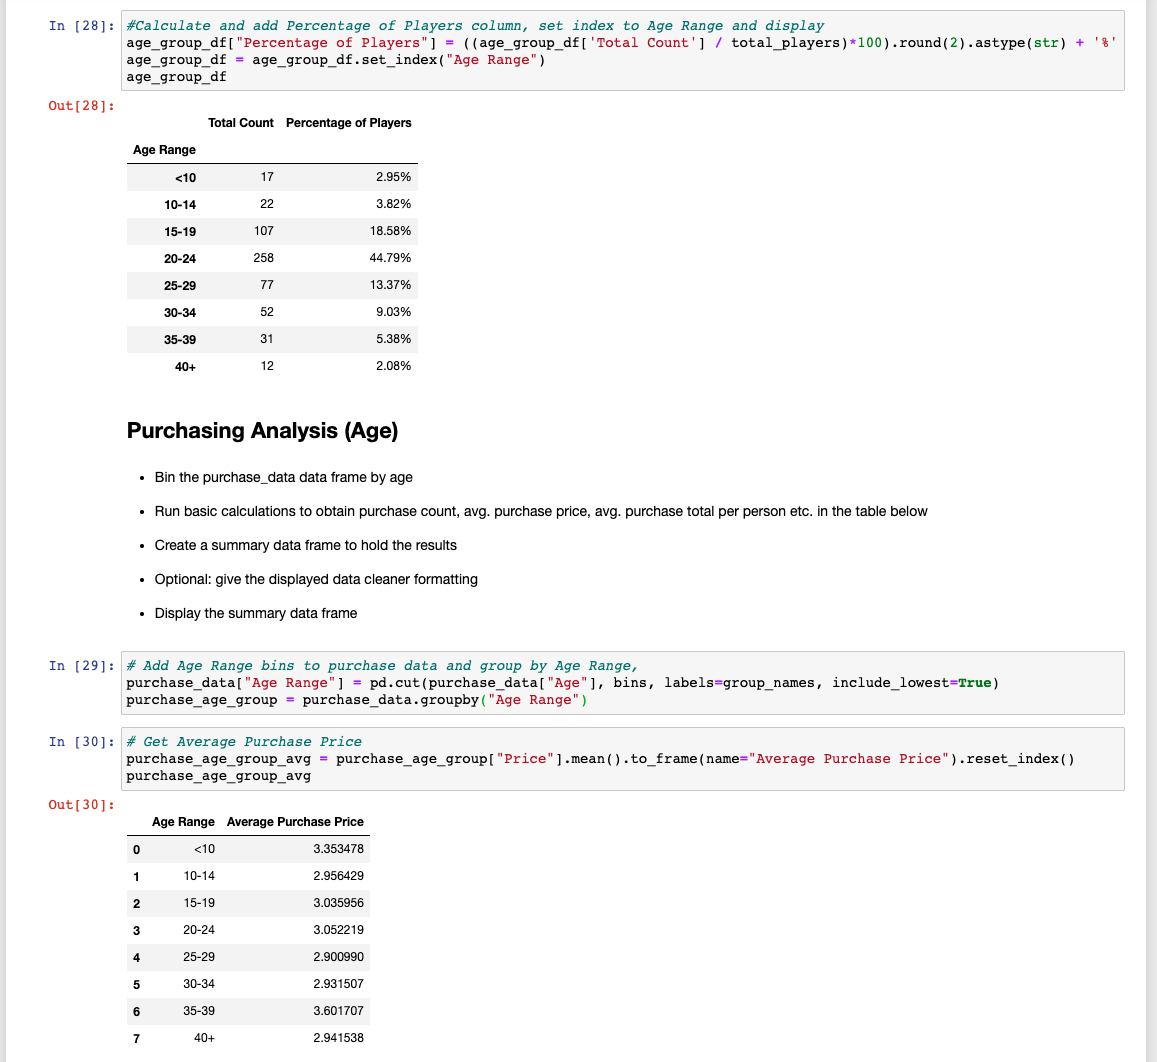 In [28]: #Calculate and add Percentage of Players column, set index to Age Range and display
age_group_df["Percentage of Players"] = ((age_group_df['Total Count'] / total_players)*100).round(2).astype(str) + '%'
age_group_df = age_group_df.set_index("Age Range")
age_group_df
Out[28]:
Total Count Percentage of Players
Age Range
<10 17 2.95%
10-14 22 3.82%
15-19 107 18.58%
20-24 258 44.79%
25-29 77 13.37%
30-34 52 9.03%
35-39 31 5.38%
40+ 12 2.08%
Purchasing Analysis (Age)
• Bin the purchase_data data frame by age
• Run basic calculations to obtain purchase count, avg. purchase price, avg. purchase total per person etc. in the table below
• Create a summary data frame to hold the results
• Optional: give the displayed data cleaner formatting
• Display the summary data frame
In [29]: # Add Age Range bins to purchase data and group by Age Range,
purchase_data["Age Range"] = pd.cut(purchase_data["Age"], bins, labels=group_names, include_lowest=True)
purchase_age_group = purchase_data.groupby("Age Range")
In [30]: # Get Average Purchase Price
purchase_age_group_avg = purchase_age_group["Price"].mean().to_frame(name="Average Purchase Price").reset_index()
purchase_age_group_avg
Out[30]:
Age Range Average Purchase Price
0 <10 3.353478
1 10-14 2.956429
2 15-19 3.035956
3 20-24 3.052219
4 25-29 2.900990
5 30-34 2.931507
6 35-39 3.601707
7 40+ 2.941538